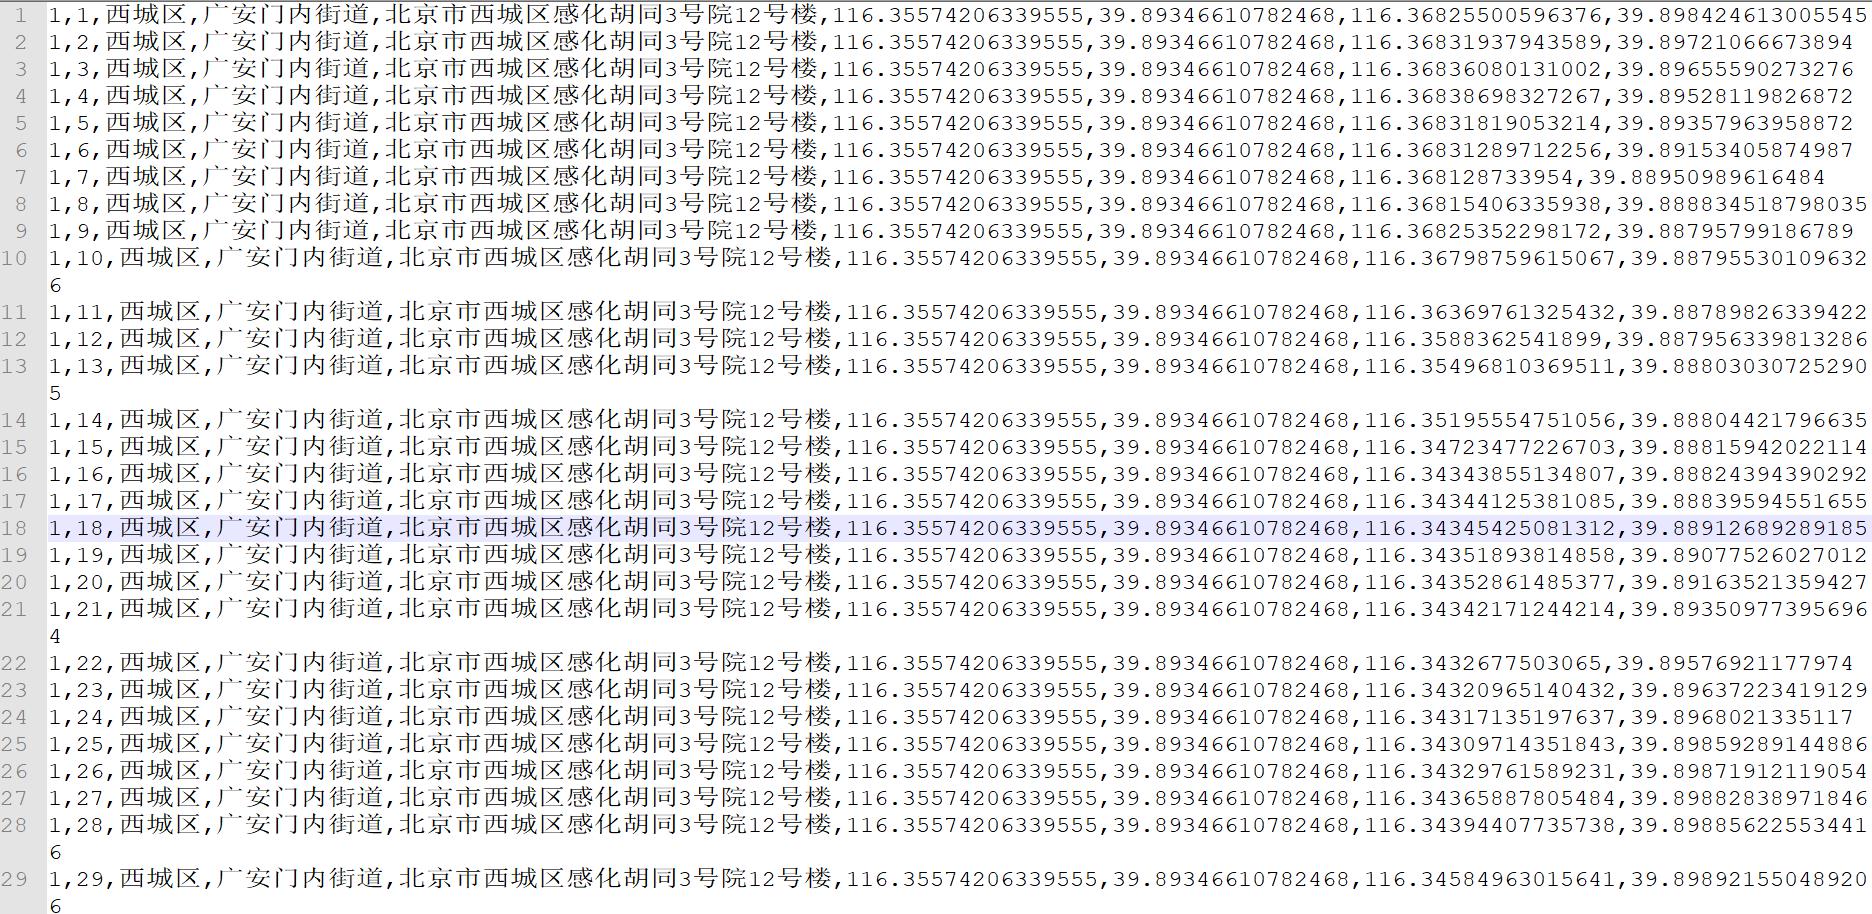 1 1,1,西城区,广安门内街道,北京市西城区感化胡同3号院12号楼,116.35574206339555,39.89346610782468,116.36825500596376,39.898424613005545
2 1,2,西城区,广安门内街道,北京市西城区感化胡同3号院12号楼,116.35574206339555,39.89346610782468,116.36831937943589,39.89721066673894
3 1,3,西城区,广安门内街道,北京市西城区感化胡同3号院12号楼,116.35574206339555,39.89346610782468,116.36836080131002,39.89655590273276
4 1,4,西城区,广安门内街道,北京市西城区感化胡同3号院12号楼,116.35574206339555,39.89346610782468,116.36838698327267,39.89528119826872
5 1,5,西城区,广安门内街道,北京市西城区感化胡同3号院12号楼,116.35574206339555,39.89346610782468,116.36831819053214,39.89357963958872
6 1,6,西城区,广安门内街道,北京市西城区感化胡同3号院12号楼,116.35574206339555,39.89346610782468,116.36831289712256,39.89153405874987
7 1,7,西城区,广安门内街道,北京市西城区感化胡同3号院12号楼,116.35574206339555,39.89346610782468,116.368128733954,39.88950989616484
8 1,8,西城区,广安门内街道,北京市西城区感化胡同3号院12号楼,116.35574206339555,39.89346610782468,116.36815406335938,39.888834518798035
9 1,9,西城区,广安门内街道,北京市西城区感化胡同3号院12号楼,116.35574206339555,39.89346610782468,116.36825352298172,39.88795799186789
10 1,10,西城区,广安门内街道,北京市西城区感化胡同3号院12号楼,116.35574206339555,39.89346610782468,116.36798759615067,39.88795530109632
6
11 1,11,西城区,广安门内街道,北京市西城区感化胡同3号院12号楼,116.35574206339555,39.89346610782468,116.36369761325432,39.88789826339422
12 1,12,西城区,广安门内街道,北京市西城区感化胡同3号院12号楼,116.35574206339555,39.89346610782468,116.3588362541899,39.887956339813286
13 1,13,西城区,广安门内街道,北京市西城区感化胡同3号院12号楼,116.35574206339555,39.89346610782468,116.35496810369511,39.88803030725290
5
14 1,14,西城区,广安门内街道,北京市西城区感化胡同3号院12号楼,116.35574206339555,39.89346610782468,116.35195554751056,39.88804421796635
15 1,15,西城区,广安门内街道,北京市西城区感化胡同3号院12号楼,116.35574206339555,39.89346610782468,116.34723477226703,39.88815942022114
16 1,16,西城区,广安门内街道,北京市西城区感化胡同3号院12号楼,116.35574206339555,39.89346610782468,116.34343855134807,39.88824394390292
17 1,17,西城区,广安门内街道,北京市西城区感化胡同3号院12号楼,116.35574206339555,39.89346610782468,116.34344125381085,39.88839594551655
18 1,18,西城区,广安门内街道,北京市西城区感化胡同3号院12号楼,116.35574206339555,39.89346610782468,116.34345425081312,39.88912689289185
19 1,19,西城区,广安门内街道,北京市西城区感化胡同3号院12号楼,116.35574206339555,39.89346610782468,116.34351893814858,39.89077526027012
20 1,20,西城区,广安门内街道,北京市西城区感化胡同3号院12号楼,116.35574206339555,39.89346610782468,116.34352861485377,39.89163521359427
21 1,21,西城区,广安门内街道,北京市西城区感化胡同3号院12号楼,116.35574206339555,39.89346610782468,116.34342171244214,39.89350977395696
4
22 1,22,西城区,广安门内街道,北京市西城区感化胡同3号院12号楼,116.35574206339555,39.89346610782468,116.3432677503065,39.89576921177974
23 1,23,西城区,广安门内街道,北京市西城区感化胡同3号院12号楼,116.35574206339555,39.89346610782468,116.34320965140432,39.89637223419129
24 1,24,西城区,广安门内街道,北京市西城区感化胡同3号院12号楼,116.35574206339555,39.89346610782468,116.34317135197637,39.8968021335117
25 1,25,西城区,广安门内街道,北京市西城区感化胡同3号院12号楼,116.35574206339555,39.89346610782468,116.34309714351843,39.89859289144886
26 1,26,西城区,广安门内街道,北京市西城区感化胡同3号院12号楼,116.35574206339555,39.89346610782468,116.34329761589231,39.89871912119054
27 1,27,西城区,广安门内街道,北京市西城区感化胡同3号院12号楼,116.35574206339555,39.89346610782468,116.34365887805484,39.89882838971846
28 1,28,西城区,广安门内街道,北京市西城区感化胡同3号院12号楼,116.35574206339555,39.89346610782468,116.34394407735738,39.89885622553441
6
29 1,29,西城区,广安门内街道,北京市西城区感化胡同3号院12号楼,116.35574206339555,39.89346610782468,116.34584963015641,39.89892155048920
6